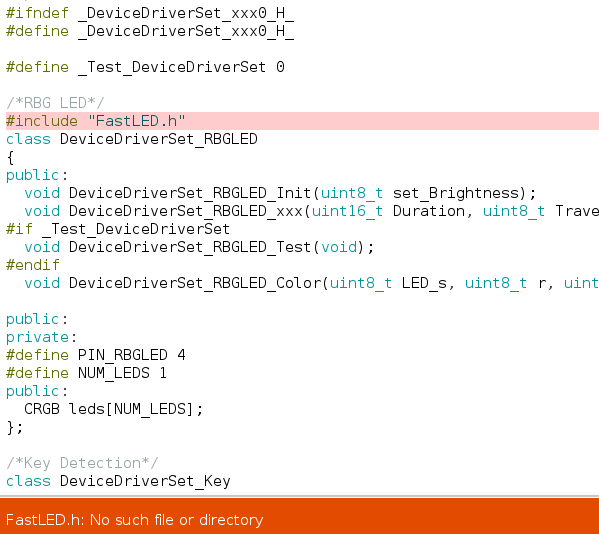 #ifndef _DeviceDriverSet_xxx0_H_
#define _DeviceDriverSet_xxx0_H_
#define _Test_DeviceDriverSet 0
/*RBG LED*/
#include "FastLED.h"
class DeviceDriverSet_RBGLED
{
public:
void DeviceDriverSet_RBGLED_Init(uint8_t set_Brightness);
void DeviceDriverSet_RBGLED_xxx(uint16_t Duration, uint8_t Trave
#if _Test_DeviceDriverSet
void DeviceDriverSet_RBGLED_Test(void);
#endif
void DeviceDriverSet_RBGLED_Color(uint8_t LED_s, uint8_t r, uint
public:
private:
#define PIN_RBGLED 4
#define NUM_LEDS 1
public:
CRGB leds[NUM_LEDS];
};
/*Key Detection*/
class DeviceDriverSet_Key
FastLED.h: No such file or directory